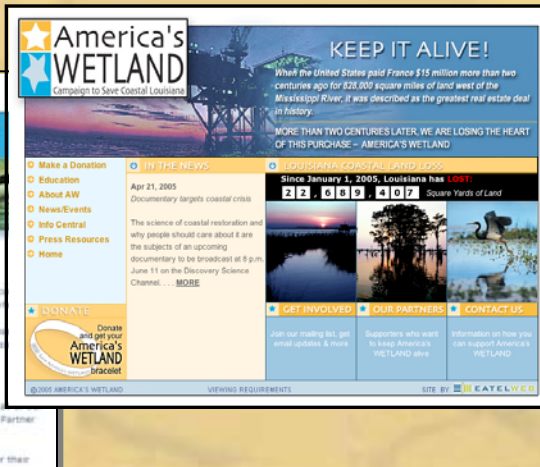 America's
WETLAND
Campaign to Save Coastal Louisiana
KEEP IT ALIVE!
When the United States paid France $15 million more than two
centuries ago for 828,000 square miles of land west of the
Mississippi River, it was described as the greatest real estate deal
in history.
MORE THAN TWO CENTURIES LATER, WE ARE LOSING THE HEART
OF THIS PURCHASE – AMERICA'S WETLAND
Make a Donation
Education
About AW
News/Events
Info Central
Press Resources
Home
IN THE NEWS
Apr 21, 2005
Documentary targets coastal crisis
The science of coastal restoration and
why people should care about it are
the subjects of an upcoming
documentary to be broadcast at 8 p.m.
June 11 on the Discovery Science
Channel. . . . MORE
LOUISIANA COASTAL LAND LOSS
Since January 1, 2005, Louisiana has LOST:
22,689,407 Square Yards of Land
DONATE
Donate
and get your
America's
WETLAND
bracelet
GET INVOLVED
Join our mailing list, get
email updates & more
OUR PARTNERS
Supporters who want
to keep America's
WETLAND alive
CONTACT US
Information on how you
can support America's
WETLAND
©2005 AMERICA'S WETLAND
VIEWING REQUIREMENTS
SITE BY EATELWEB
Partner
r their